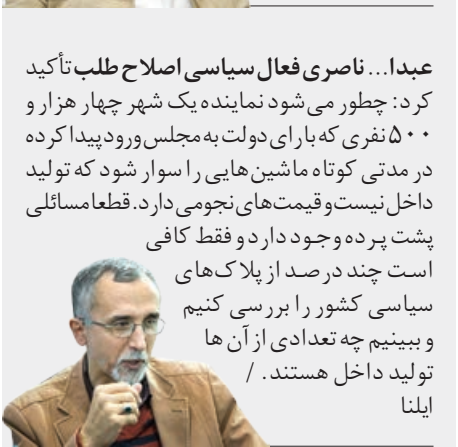 عبدا... ناصری فعال سیاسی اصلاح طلب تأکید
کرد: چطور می شود نماینده یک شهر چهار هزار و
۵۰۰ نفری که با رای دولت به مجلس ورود پیدا کرده
در مدتی کوتاه ماشین‌هایی را سوار شود که تولید
داخل نیست و قیمت‌های نجومی دارد. قطعا مسائلی
پشت پرده وجود دارد و فقط کافی
است چند درصد از پلاک‌های
سیاسی کشور را بررسی کنیم
و ببینیم چه تعدادی از آن ها
تولید داخل هستند. /
ایلنا